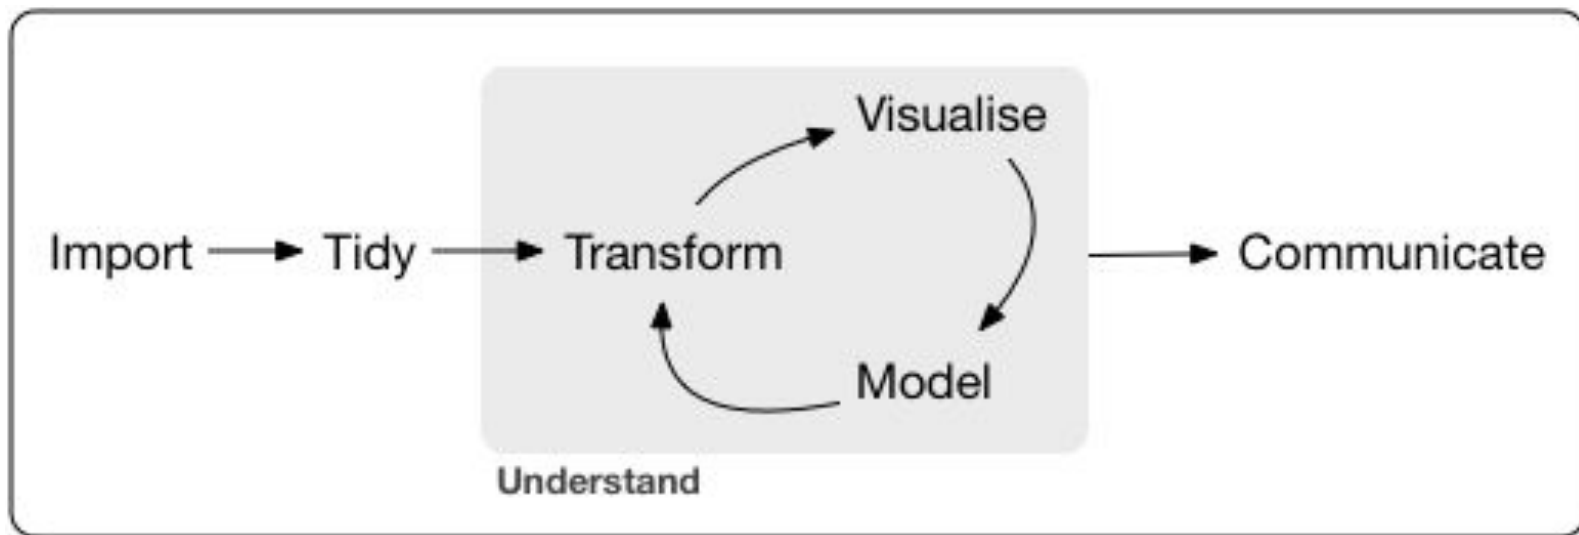 Visualise
Import Tidy Transform Communicate
Model
Understand